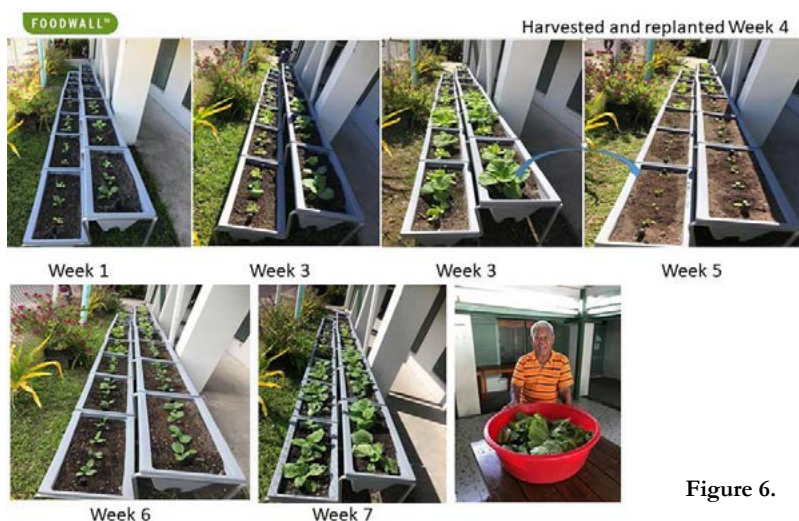 FOODWALL™
Harvested and replanted Week 4
Week 1
Week 3
Week 3
Week 5
Week 6
Week 7
Figure 6.